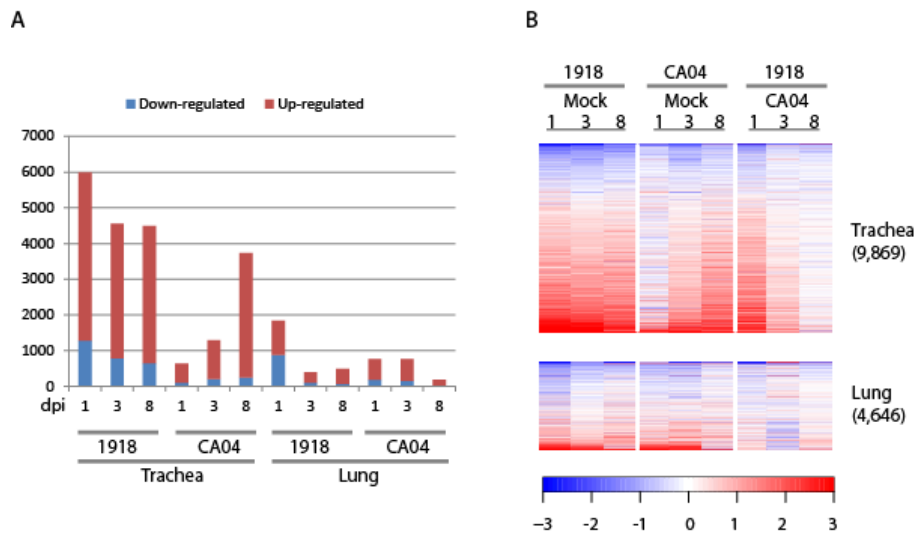 A
Down-regulated Up-regulated
7000
6000
5000
4000
3000
2000
1000
0
dpi 1 3 8 1 3 8 1 3 8 1 3 8
1918 CA04 1918 CA04
Trachea Lung
B
1918 CA04 1918
Mock Mock CA04
1 3 8 1 3 8 1 3 8
Trachea
(9,869)
Lung
(4,646)
−3 -2 -1 0 1 2 3